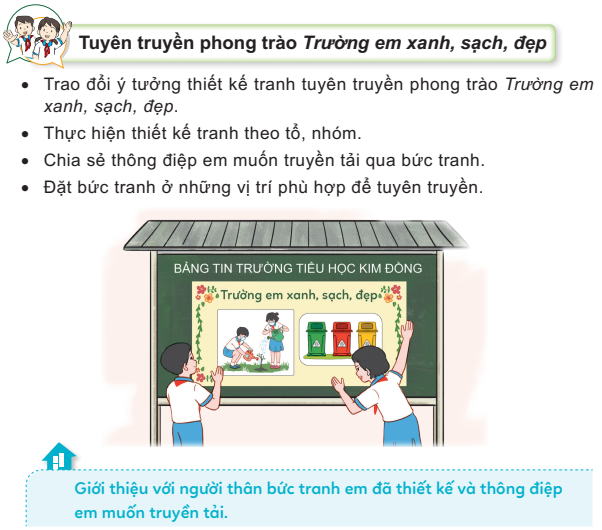 Tuyên truyền phong trào Trường em xanh, sạch, đẹp
• Trao đổi ý tưởng thiết kế tranh tuyên truyền phong trào Trường em
xanh, sạch, đẹp.
• Thực hiện thiết kế tranh theo tổ, nhóm.
• Chia sẻ thông điệp em muốn truyền tải qua bức tranh.
• Đặt bức tranh ở những vị trí phù hợp để tuyên truyền.
BẢNG TIN TRƯỜNG TIỂU HỌC KIM ĐỒNG
Trường em xanh, sạch, đẹp
Giới thiệu với người thân bức tranh em đã thiết kế và thông điệp
em muốn truyền tải.